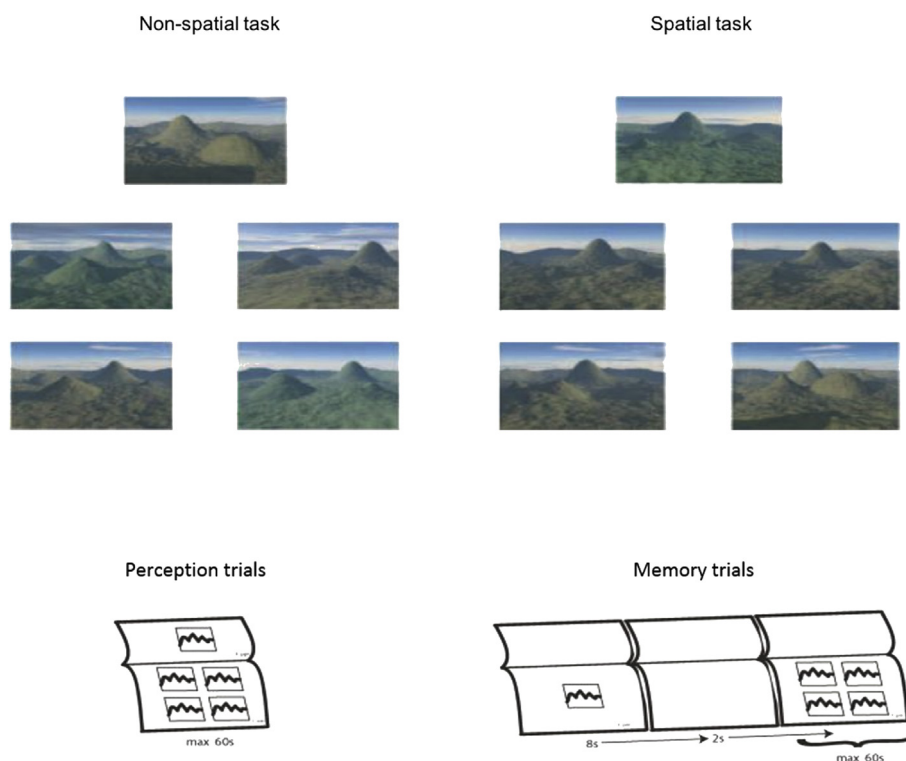 Non-spatial task
Spatial task
Perception trials
Memory trials
max 60s
8s
2s
max 60s